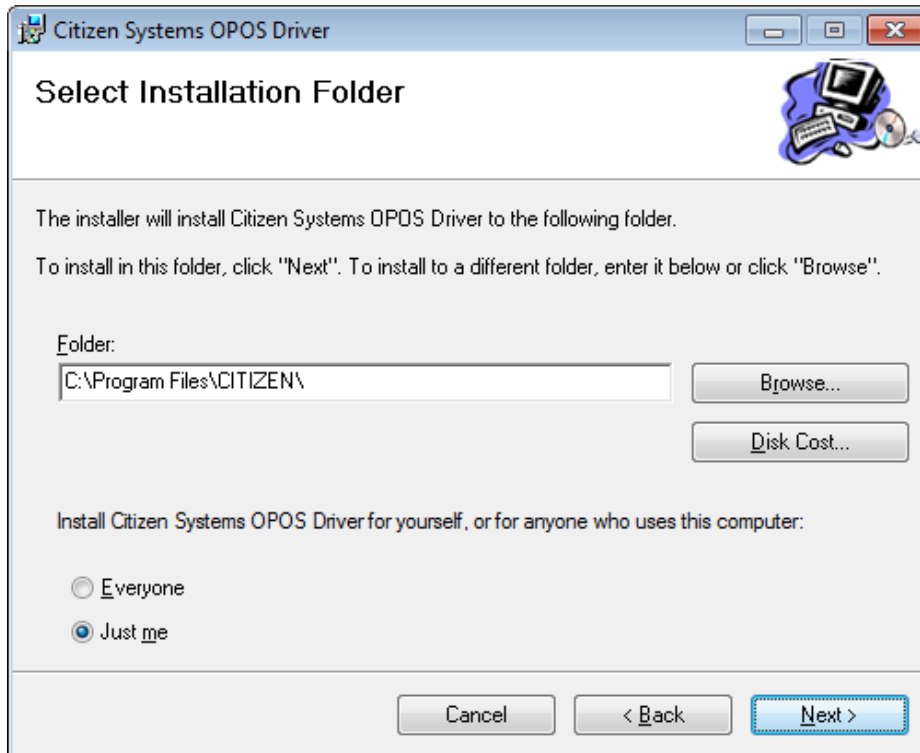 Citizen Systems OPOS Driver
Select Installation Folder
The installer will install Citizen Systems OPOS Driver to the following folder.
To install in this folder, click "Next". To install to a different folder, enter it below or click "Browse".
Folder:
C:\Program Files\CITIZEN\
Browse...
Disk Cost...
Install Citizen Systems OPOS Driver for yourself, or for anyone who uses this computer:
Everyone
Just me
Cancel
< Back
Next >